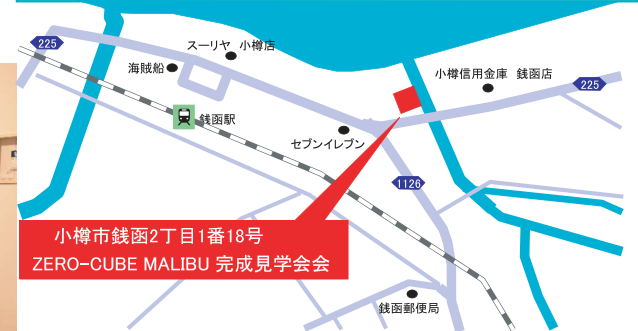 225
スーリヤ 小樽店
海賊船
小樽信用金庫 銭函店
225
銭函駅
セブンイレブン
1126
小樽市銭函2丁目1番18号
ZERO-CUBE MALIBU 完成見学会会
銭函郵便局